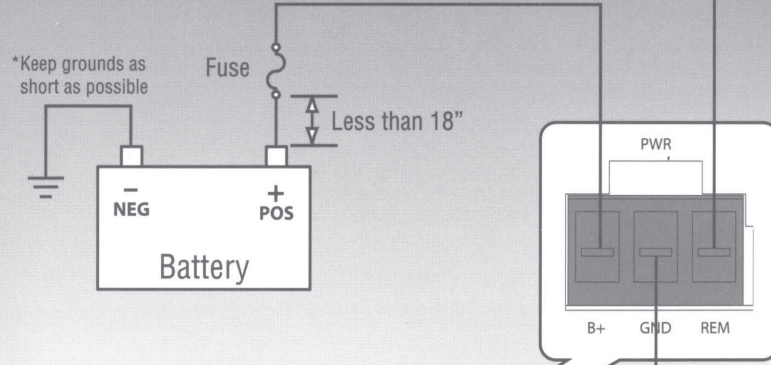 *Keep grounds as
short as possible
Fuse
Less than 18”
–
NEG
+
POS
Battery
PWR
B+ GND REM